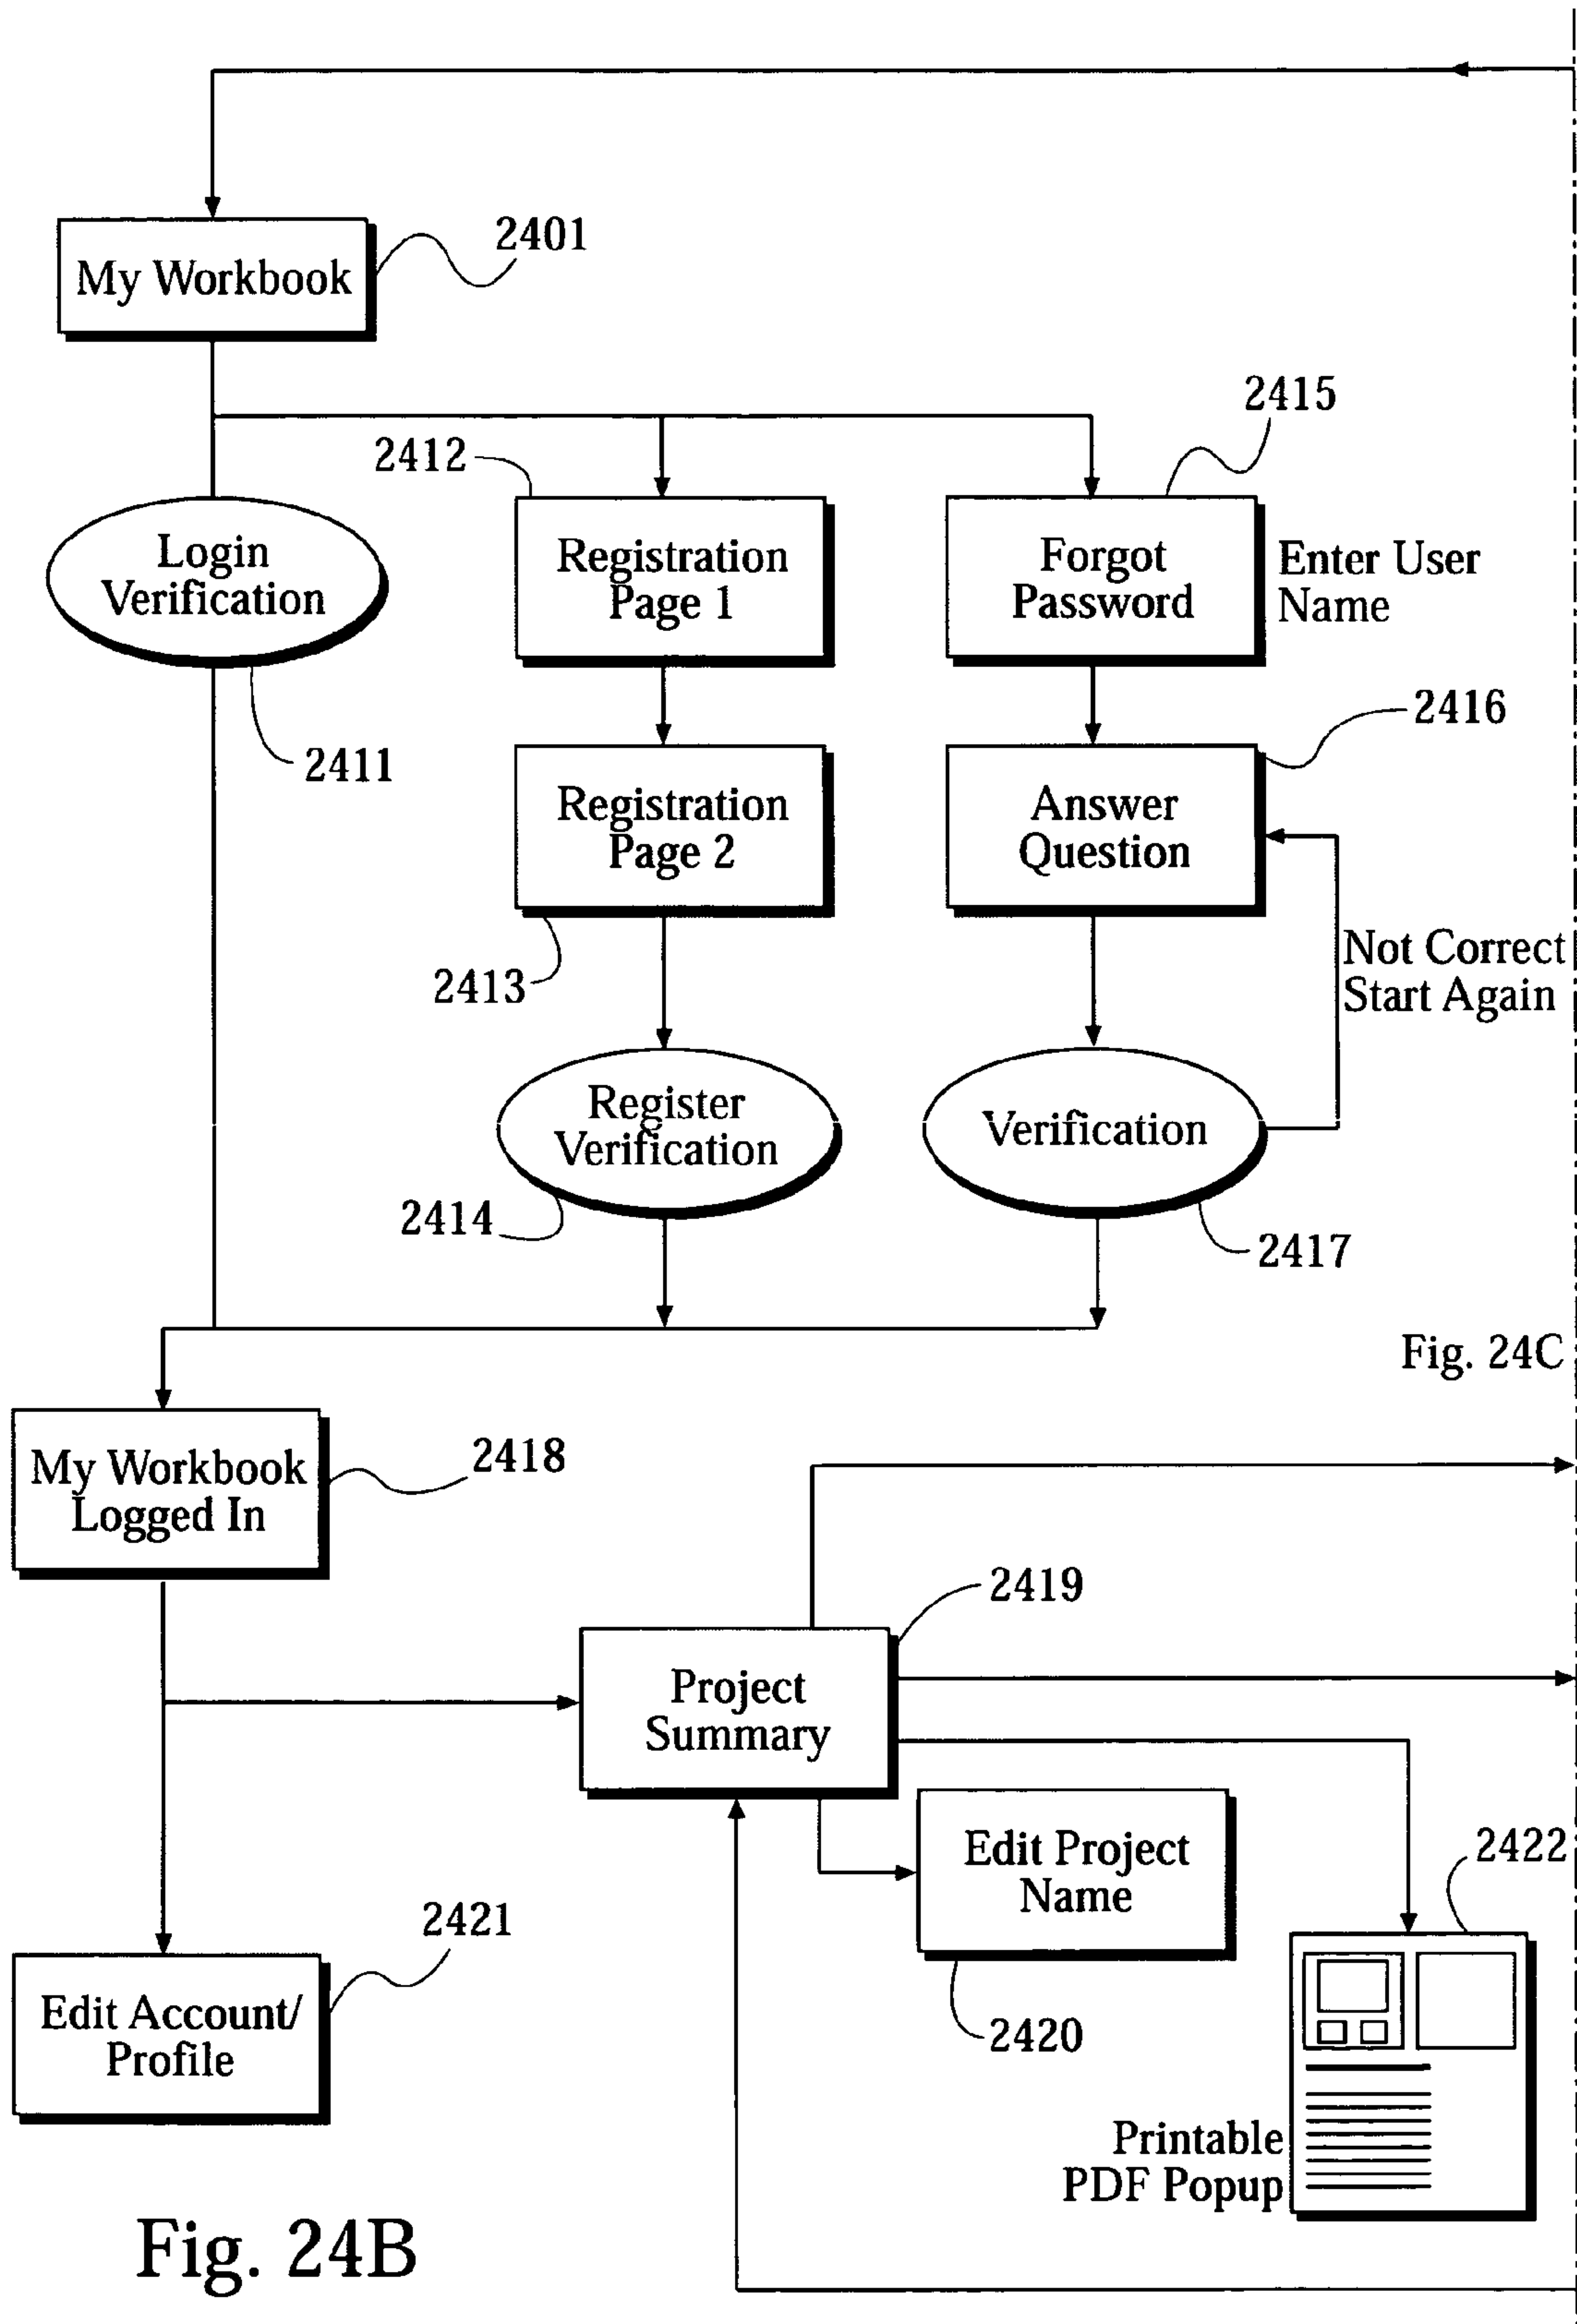 2401
My Workbook
2415
2412
Login
Verification
Registration
Page 1
Forgot
Password
Enter User
Name
2411
2416
Registration
Page 2
Answer
Question
2413
Not Correct
Start Again
Register
Verification
Verification
2414
2417
Fig. 24C
My Workbook
Logged In
2418
2419
Project
Summary
Edit Project
Name
2422
2421
Edit Account/
Profile
2420
Printable
PDF Popup
Fig. 24B